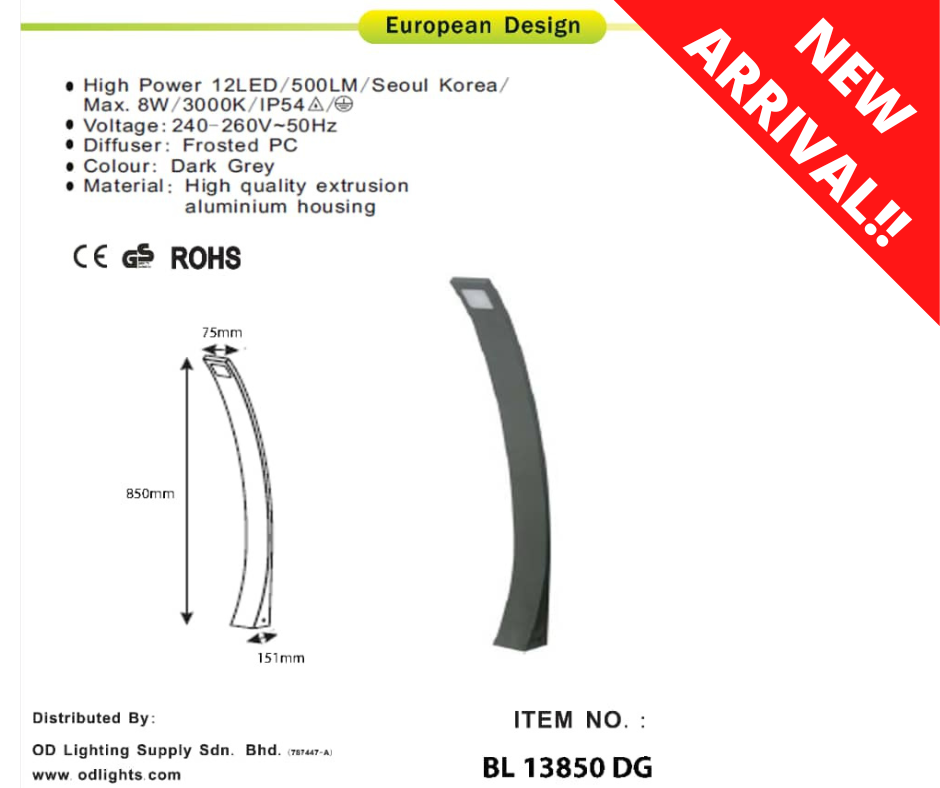 European Design
NEW
ARRIVAL!!
High Power 12LED/500LM/Seoul Korea/
Max. 8W/3000K/IP54
Voltage: 240-260V~50Hz
Diffuser: Frosted PC
Colour: Dark Grey
Material: High quality extrusion
aluminium housing
CE GS ROHS
75mm
850mm
151mm
Distributed By:
OD Lighting Supply Sdn. Bhd. (787447-A)
www.odlights.com
ITEM NO. :
BL 13850 DG